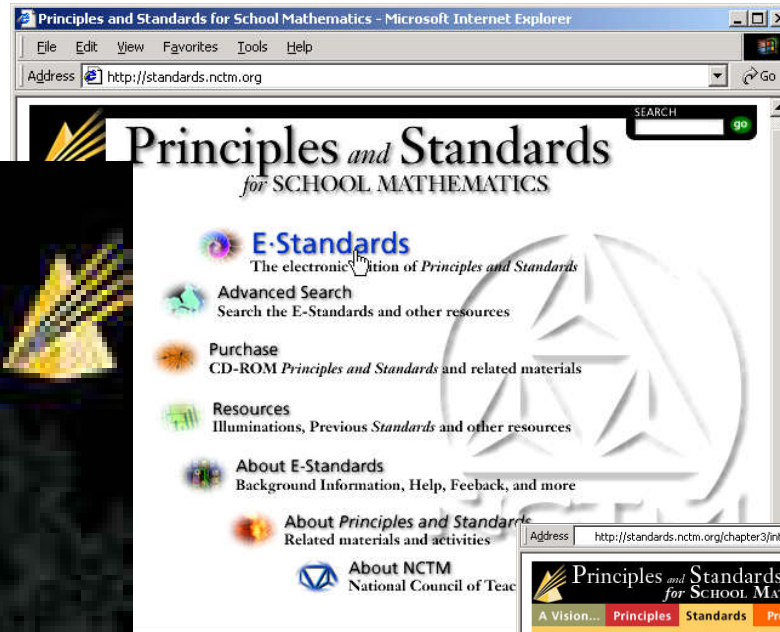 Principles and Standards for School Mathematics - Microsoft Internet Explorer
File Edit View Favorites Tools Help
Address http://standards.nctm.org Go
SEARCH
go
Principles and Standards
for SCHOOL MATHEMATICS
E·Standards
The electronic ition of Principles and Standards
Advanced Search
Search the E-Standards and other resources
Purchase
CD-ROM Principles and Standards and related materials
Resources
Illuminations, Previous Standards and other resources
About E-Standards
Background Information, Help, Feeback, and more
About Principles and Standards
Related materials and activities
About NCTM
National Council of Teac
NCTM
Address http://standards.nctm.org/chapter3/int
Principles and Standards
for SCHOOL MA
A Vision... Principles Standards Pr